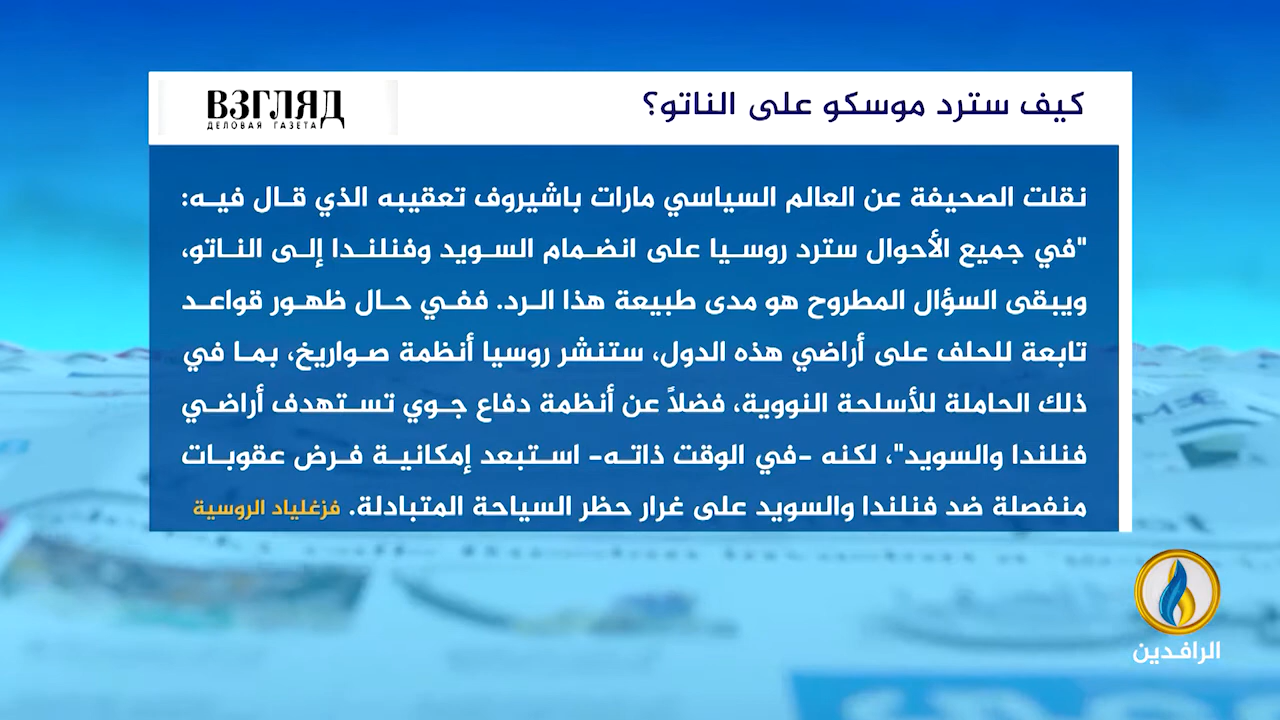 كيف سترد موسكو على الناتو؟
ВЗГЛЯД
ДЕЛОВАЯ ГАЗЕТА
نقلت الصحيفة عن العالم السياسي مارات باشيروف تعقيبه الذي قال فيه:
"في جميع الأحوال سترد روسيا على انضمام السويد وفنلندا إلى الناتو،
ويبقى السؤال المطروح هو مدى طبيعة هذا الرد. ففي حال ظهور قواعد
تابعة للحلف على أراضي هذه الدول، ستنشر روسيا أنظمة صواريخ، بما في
ذلك الحاملة للأسلحة النووية، فضلاً عن أنظمة دفاع جوي تستهدف أراضي
فنلندا والسويد"، لكنه -في الوقت ذاته- استبعد إمكانية فرض عقوبات
منفصلة ضد فنلندا والسويد على غرار حظر السياحة المتبادلة. فزغلياد الروسية
الرافدين